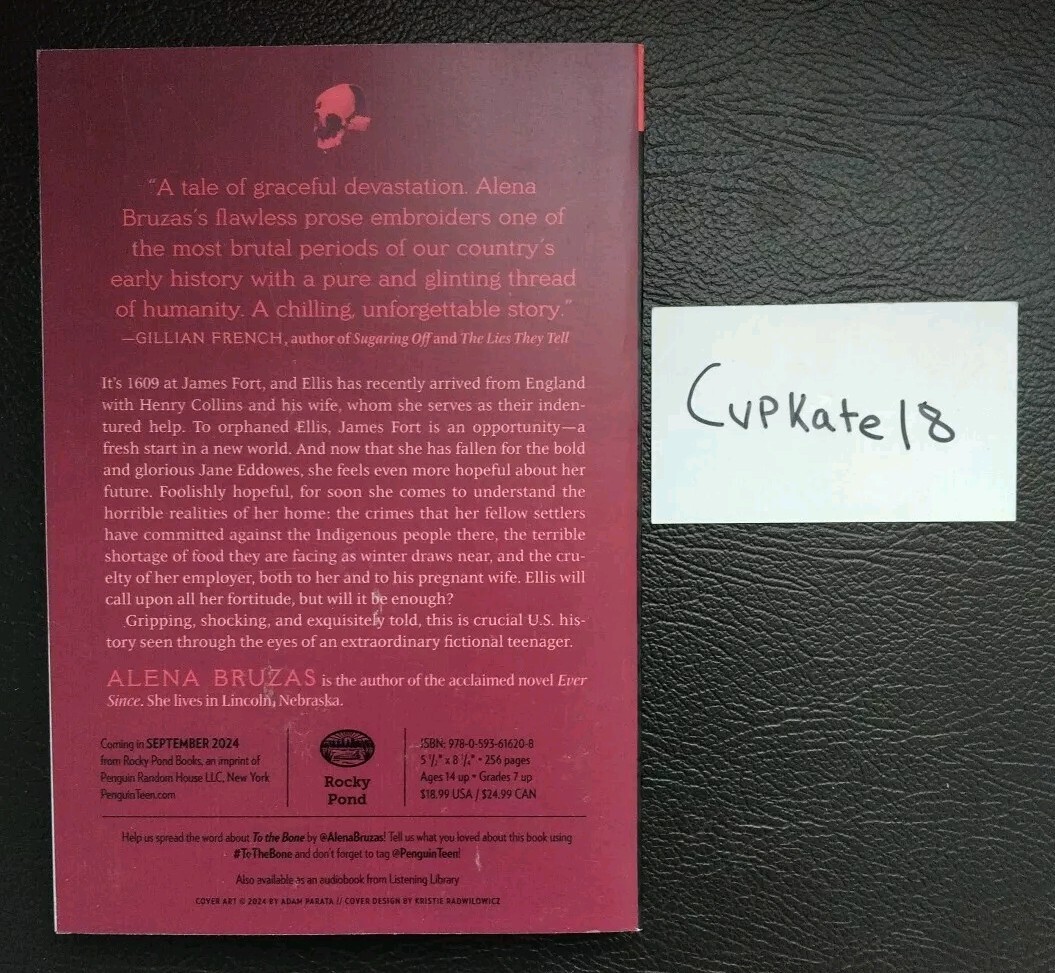 "A tale of graceful devastation. Alena
Bruzas's flawless prose embroiders one of
the most brutal periods of our country's
early history with a pure and glinting thread
of humanity. A chilling, unforgettable story."
—GILLIAN FRENCH, author of Sugaring Off and The Lies They Tell
It's 1609 at James Fort, and Ellis has recently arrived from England
with Henry Collins and his wife, whom she serves as their inden-
tured help. To orphaned Ellis, James Fort is an opportunity—a
fresh start in a new world. And now that she has fallen for the bold
and glorious Jane Eddowes, she feels even more hopeful about her
future. Foolishly hopeful, for soon she comes to understand the
horrible realities of her home: the crimes that her fellow settlers
have committed against the Indigenous people there, the terrible
shortage of food they are facing as winter draws near, and the cru-
elty of her employer, both to her and to his pregnant wife. Ellis will
call upon all her fortitude, but will it be enough?
Gripping, shocking, and exquisitely told, this is crucial U.S. his-
tory seen through the eyes of an extraordinary fictional teenager.
ALENA BRUZAS is the author of the acclaimed novel Ever
Since. She lives in Lincoln, Nebraska.
Coming in SEPTEMBER 2024
from Rocky Pond Books, an imprint of
Penguin Random House LLC, New York
PenguinTeen.com
Rocky
Pond
ISBN: 978-0-593-61620-8
5 1/2" x 8 1/4" • 256 pages
Ages 14 up • Grades 7 up
$18.99 USA / $24.99 CAN
Help us spread the word about To the Bone by @AlenaBruzas! Tell us what you loved about this book using
#ToTheBone and don't forget to tag @PenguinTeen!
Also available as an audiobook from Listening Library
COVER ART © 2024 BY ADAM PARATA // COVER DESIGN BY KRISTIE RADWILOWICZ
CupKate18